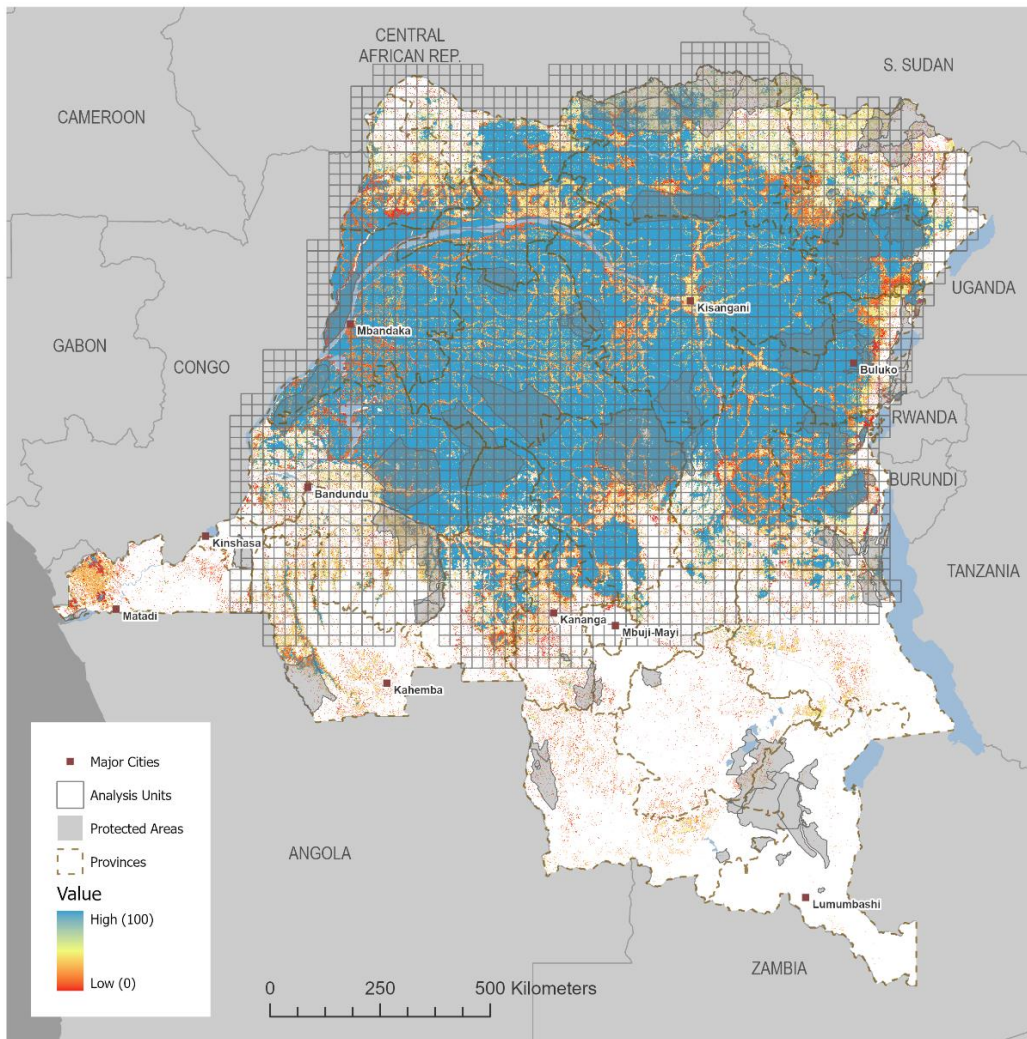 CENTRAL
AFRICAN REP.
S. SUDAN
CAMEROON
UGANDA
Kisangani
Mbandaka
GABON
CONGO
Buluko
RWANDA
BURUNDI
Bandundu
Kinshasa
TANZANIA
Matadi
Kananga
Mbuji-Mayi
Kahemba
Major Cities
Analysis Units
Protected Areas
Provinces
ANGOLA
Value
High (100)
Lumumbashi
Low (0)
ZAMBIA
0 250 500 Kilometers